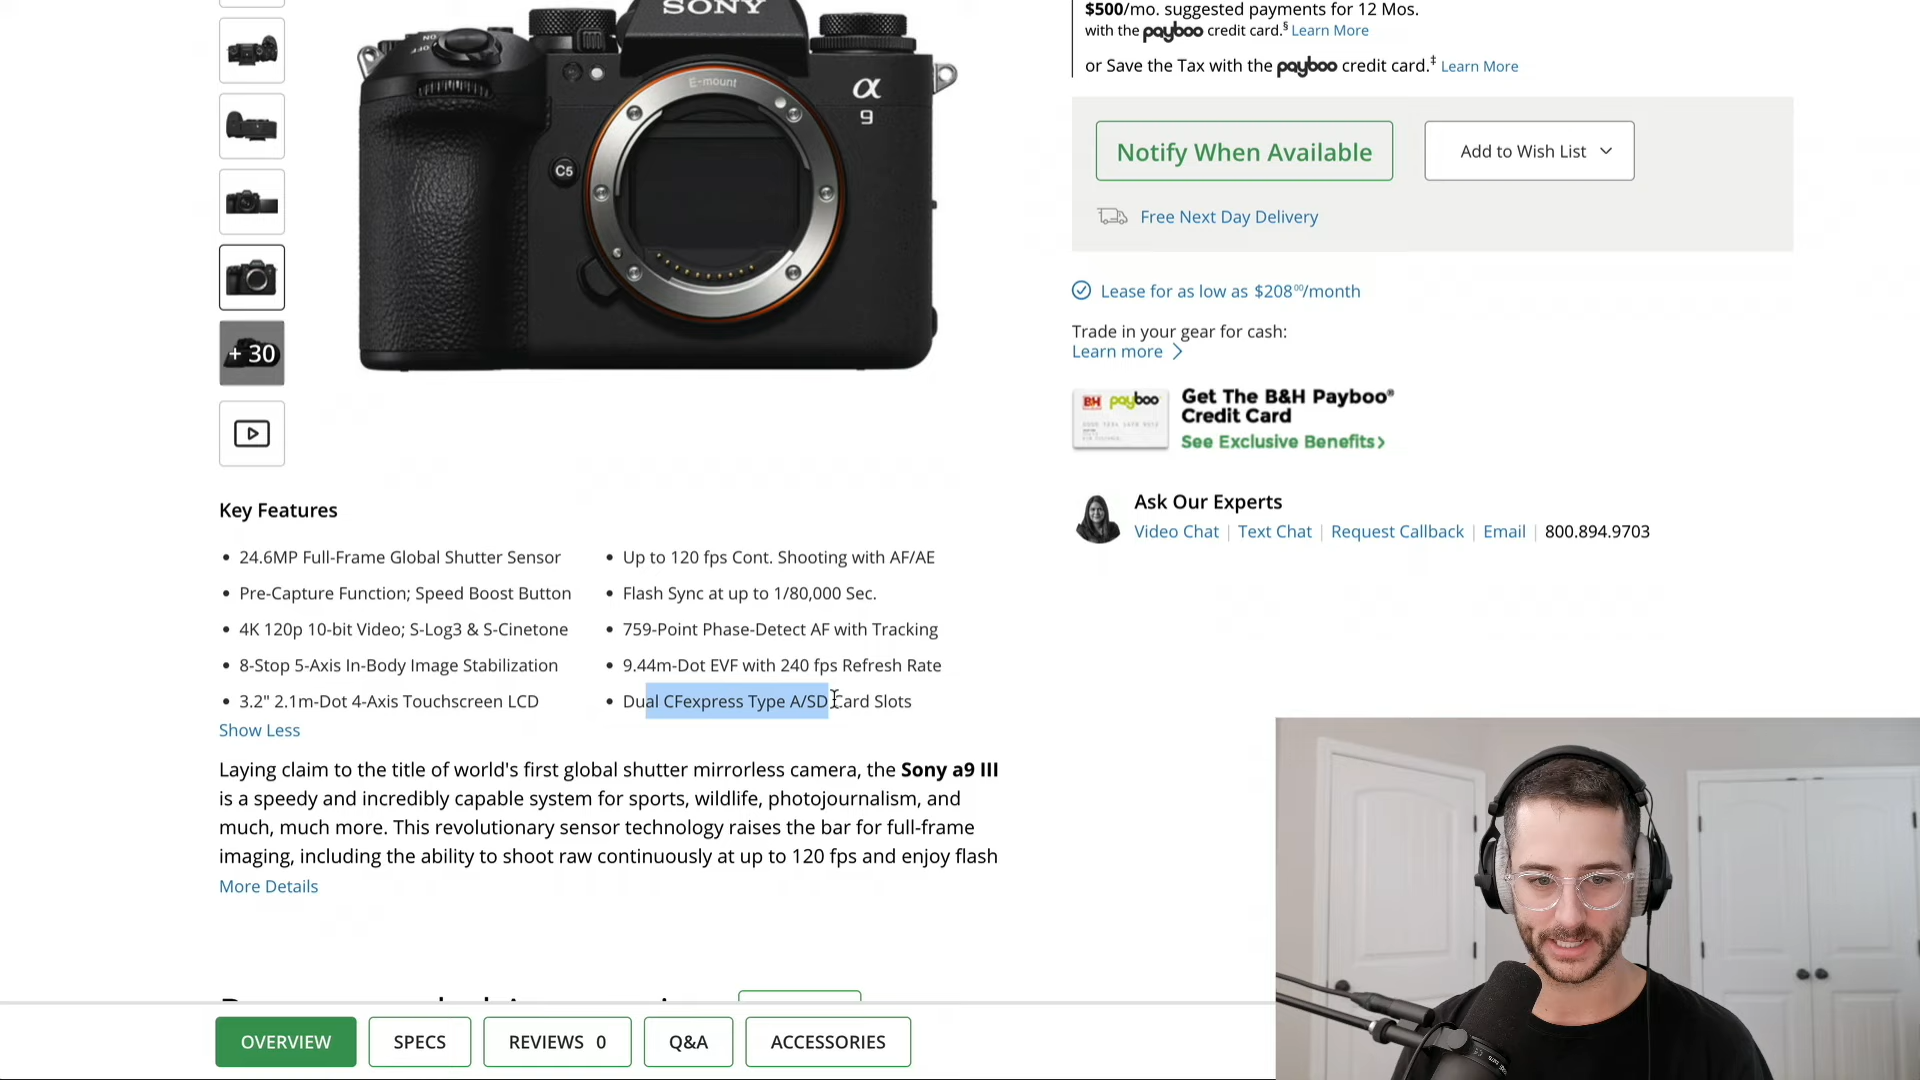 SONY
ON
OFF
E-mount
α
9
C5
+ 30
$500/mo. suggested payments for 12 Mos.
with the payboo credit card.§ Learn More
or Save the Tax with the payboo credit card.‡ Learn More
Notify When Available
Add to Wish List
Free Next Day Delivery
Lease for as low as $208⁰⁰/month
Trade in your gear for cash:
Learn more
BH payboo
Get The B&H Payboo®
Credit Card
See Exclusive Benefits
Ask Our Experts
Video Chat | Text Chat | Request Callback | Email | 800.894.9703
Key Features
• 24.6MP Full-Frame Global Shutter Sensor
• Pre-Capture Function; Speed Boost Button
• 4K 120p 10-bit Video; S-Log3 & S-Cinetone
• 8-Stop 5-Axis In-Body Image Stabilization
• 3.2" 2.1m-Dot 4-Axis Touchscreen LCD
• Up to 120 fps Cont. Shooting with AF/AE
• Flash Sync at up to 1/80,000 Sec.
• 759-Point Phase-Detect AF with Tracking
• 9.44m-Dot EVF with 240 fps Refresh Rate
• Dual CFexpress Type A/SD Card Slots
Show Less
Laying claim to the title of world's first global shutter mirrorless camera, the Sony a9 III
is a speedy and incredibly capable system for sports, wildlife, photojournalism, and
much, much more. This revolutionary sensor technology raises the bar for full-frame
imaging, including the ability to shoot raw continuously at up to 120 fps and enjoy flash
More Details
OVERVIEW
SPECS
REVIEWS 0
Q&A
ACCESSORIES